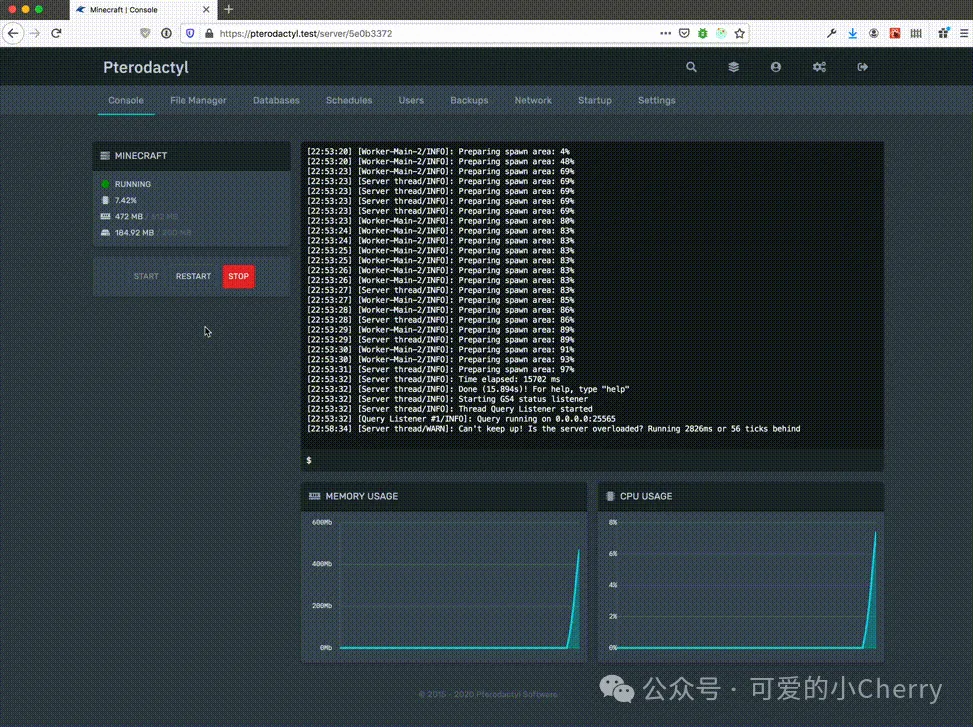 Minecraft | Console
https://pterodactyl.test/server/5e0b3372
Pterodactyl
Console File Manager Databases Schedules Users Backups Network Startup Settings
MINECRAFT
RUNNING
7.42%
472 MB / 512 MB
184.92 MB / 200 MB
START RESTART STOP
[22:53:20] [Worker-Main-2/INFO]: Preparing spawn area: 4%
[22:53:20] [Worker-Main-2/INFO]: Preparing spawn area: 48%
[22:53:23] [Worker-Main-2/INFO]: Preparing spawn area: 69%
[22:53:23] [Server thread/INFO]: Preparing spawn area: 69%
[22:53:23] [Server thread/INFO]: Preparing spawn area: 69%
[22:53:23] [Server thread/INFO]: Preparing spawn area: 69%
[22:53:23] [Server thread/INFO]: Preparing spawn area: 69%
[22:53:23] [Worker-Main-2/INFO]: Preparing spawn area: 80%
[22:53:24] [Worker-Main-2/INFO]: Preparing spawn area: 83%
[22:53:24] [Worker-Main-2/INFO]: Preparing spawn area: 83%
[22:53:25] [Worker-Main-2/INFO]: Preparing spawn area: 83%
[22:53:25] [Server thread/INFO]: Preparing spawn area: 83%
[22:53:26] [Worker-Main-2/INFO]: Preparing spawn area: 83%
[22:53:26] [Worker-Main-2/INFO]: Preparing spawn area: 83%
[22:53:27] [Server thread/INFO]: Preparing spawn area: 83%
[22:53:27] [Worker-Main-2/INFO]: Preparing spawn area: 85%
[22:53:28] [Worker-Main-2/INFO]: Preparing spawn area: 86%
[22:53:28] [Server thread/INFO]: Preparing spawn area: 86%
[22:53:29] [Worker-Main-2/INFO]: Preparing spawn area: 89%
[22:53:29] [Server thread/INFO]: Preparing spawn area: 89%
[22:53:30] [Worker-Main-2/INFO]: Preparing spawn area: 91%
[22:53:30] [Worker-Main-2/INFO]: Preparing spawn area: 93%
[22:53:31] [Server thread/INFO]: Preparing spawn area: 97%
[22:53:32] [Server thread/INFO]: Time elapsed: 15702 ms
[22:53:32] [Server thread/INFO]: Done (15.894s)! For help, type "help"
[22:53:32] [Server thread/INFO]: Starting GS4 status listener
[22:53:32] [Server thread/INFO]: Thread Query Listener started
[22:53:32] [Query Listener #1/INFO]: Query running on 0.0.0.0:25565
[22:58:34] [Server thread/WARN]: Can't keep up! Is the server overloaded? Running 2826ms or 56 ticks behind
$
MEMORY USAGE
600Mb
400Mb
200Mb
0Mb
CPU USAGE
8%
6%
4%
2%
0%
© 2015 - 2020 Pterodactyl Software
公众号 · 可爱的小Cherry